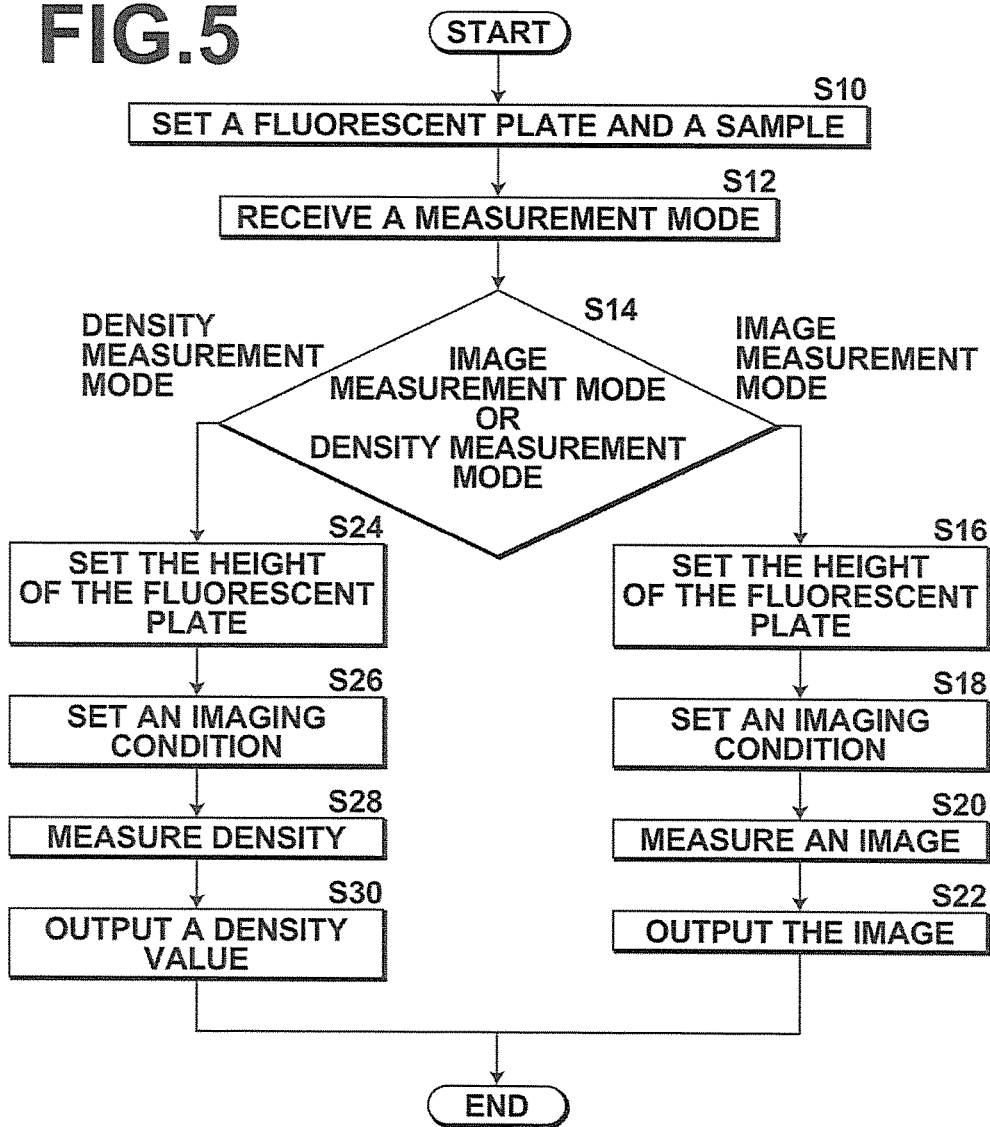 FIG.5
START
S10
SET A FLUORESCENT PLATE AND A SAMPLE
S12
RECEIVE A MEASUREMENT MODE
S14
DENSITY
MEASUREMENT
MODE
IMAGE
MEASUREMENT MODE
OR
DENSITY MEASUREMENT
MODE
IMAGE
MEASUREMENT
MODE
S24
SET THE HEIGHT
OF THE FLUORESCENT
PLATE
S26
SET AN IMAGING
CONDITION
S28
MEASURE DENSITY
S30
OUTPUT A DENSITY
VALUE
S16
SET THE HEIGHT
OF THE FLUORESCENT
PLATE
S18
SET AN IMAGING
CONDITION
S20
MEASURE AN IMAGE
S22
OUTPUT THE IMAGE
END